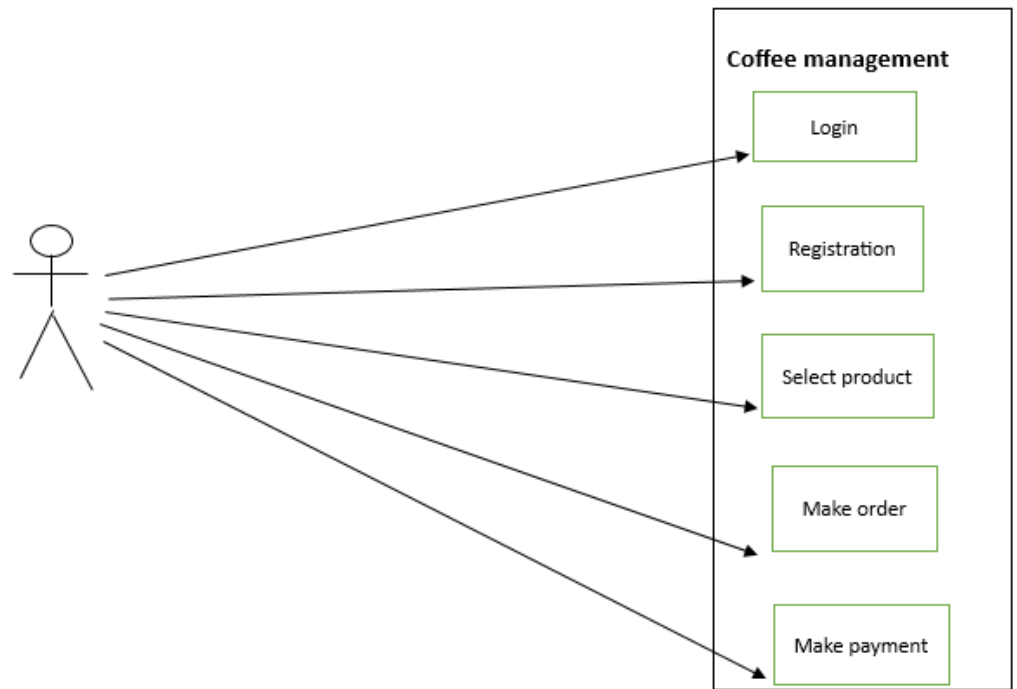 Coffee management
Login
Registration
Select product
Make order
Make payment